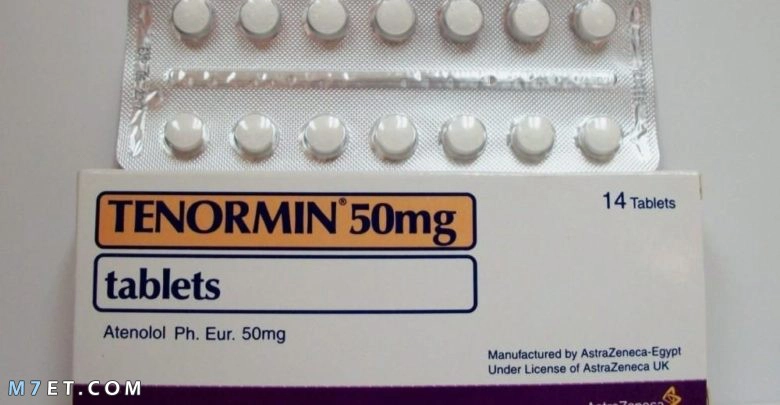 TENORMIN® 50mg
14 Tablets
tablets
Atenolol Ph. Eur. 50mg
Manufactured by AstraZeneca-Egypt
Under License of AstraZeneca UK
AstraZeneca
M7ET.COM